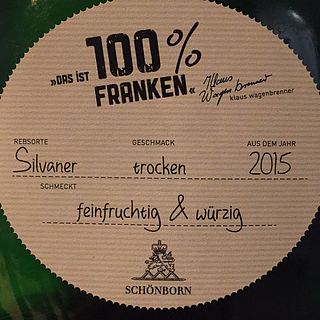 »DAS IST 100%
FRANKEN«
Klaus
Wagenbrenner
klaus wagenbrenner
REBSORTE GESCHMACK AUS DEM JAHR
Silvaner trocken 2015
SCHMECKT
feinfruchtig & würzig
SCHÖNBORN